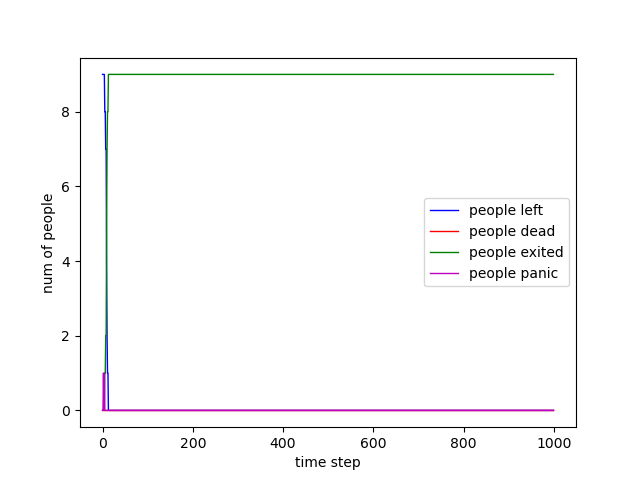 8
6
4
2
0
num of people
people left
people dead
people exited
people panic
0 200 400 600 800 1000
time step